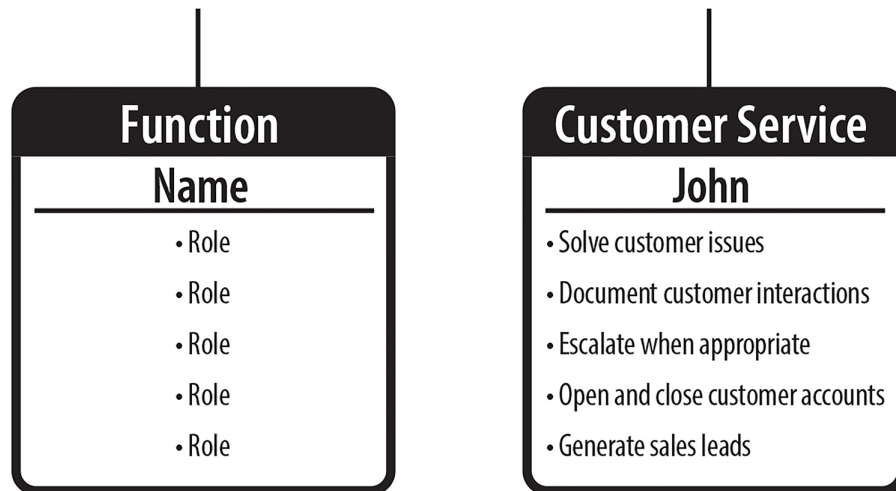 Function
Name
• Role
• Role
• Role
• Role
• Role
Customer Service
John
• Solve customer issues
• Document customer interactions
• Escalate when appropriate
• Open and close customer accounts
• Generate sales leads